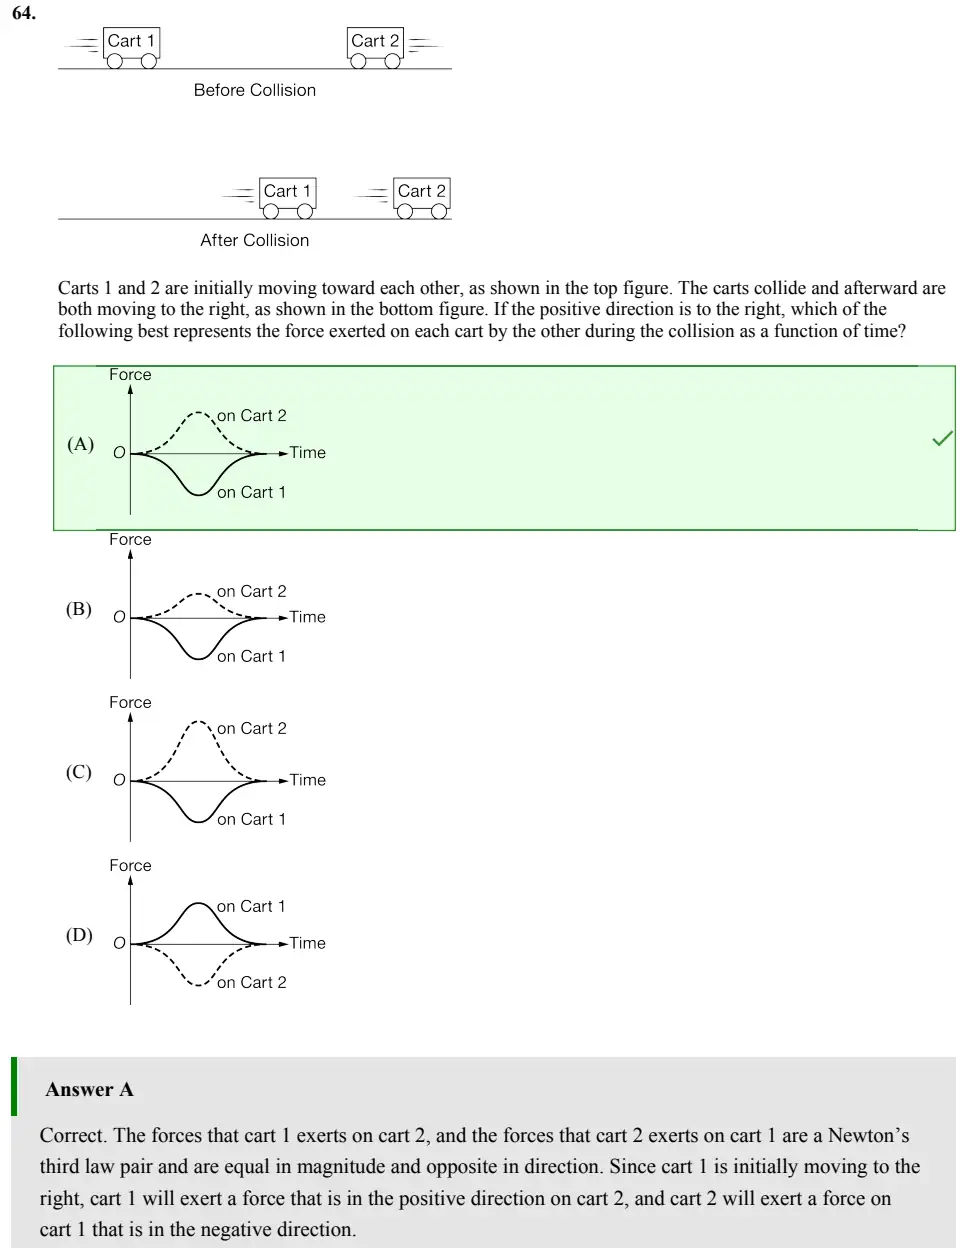 64.
Cart 1
Cart 2
Before Collision
Cart 1
Cart 2
After Collision
Carts 1 and 2 are initially moving toward each other, as shown in the top figure. The carts collide and afterward are
both moving to the right, as shown in the bottom figure. If the positive direction is to the right, which of the
following best represents the force exerted on each cart by the other during the collision as a function of time?
Force
on Cart 2
(A)
O
Time
on Cart 1
Force
on Cart 2
(B)
O
Time
on Cart 1
Force
on Cart 2
(C)
O
Time
on Cart 1
Force
on Cart 1
(D)
O
Time
on Cart 2
Answer A
Correct. The forces that cart 1 exerts on cart 2, and the forces that cart 2 exerts on cart 1 are a Newton’s
third law pair and are equal in magnitude and opposite in direction. Since cart 1 is initially moving to the
right, cart 1 will exert a force that is in the positive direction on cart 2, and cart 2 will exert a force on
cart 1 that is in the negative direction.